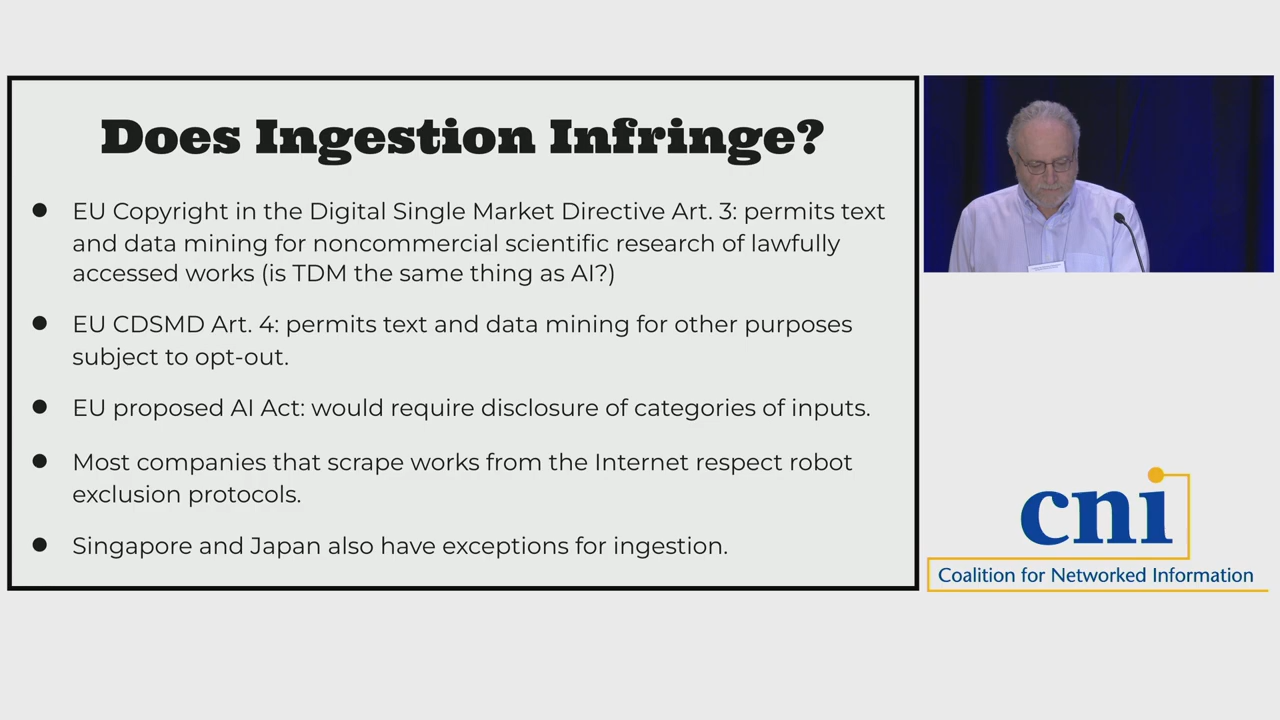 Does Ingestion Infringe?
● EU Copyright in the Digital Single Market Directive Art. 3: permits text
and data mining for noncommercial scientific research of lawfully
accessed works (is TDM the same thing as AI?)
● EU CDSMD Art. 4: permits text and data mining for other purposes
subject to opt-out.
● EU proposed AI Act: would require disclosure of categories of inputs.
● Most companies that scrape works from the Internet respect robot
exclusion protocols.
● Singapore and Japan also have exceptions for ingestion.
cni
Coalition for Networked Information